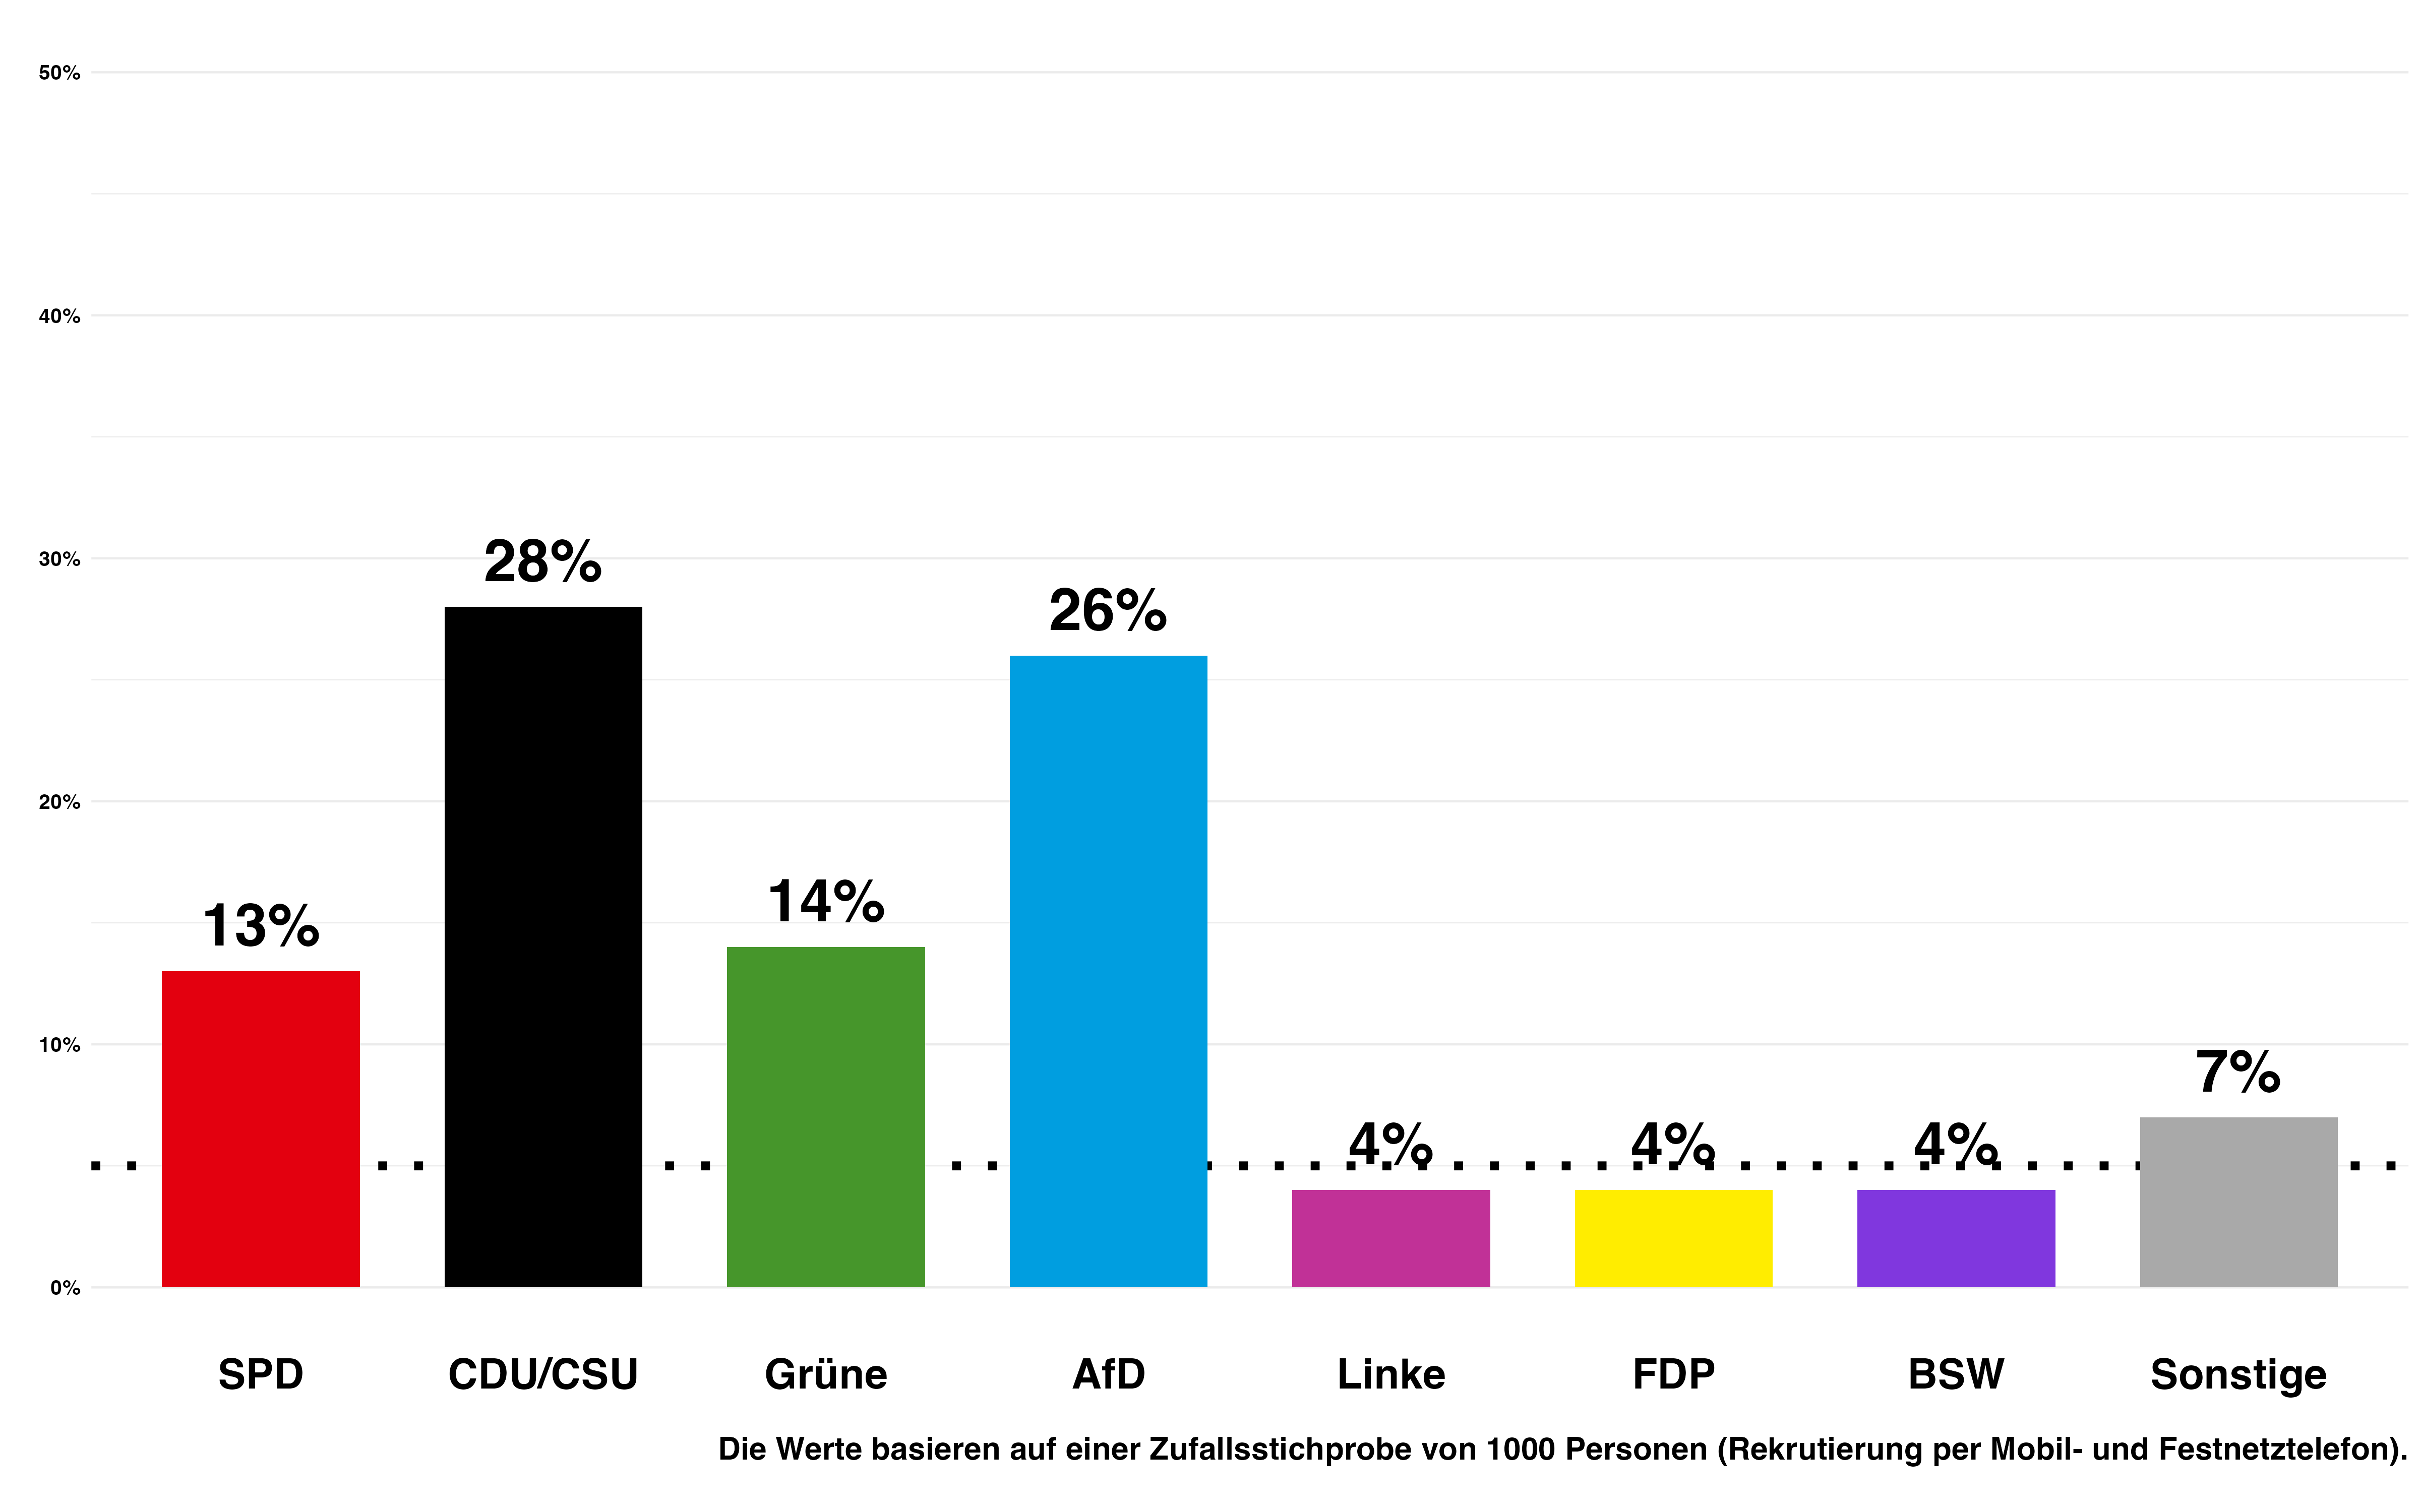 50%
40%
30%
20%
10%
0%
13%
28%
14%
26%
4%
4%
4%
7%
SPD
CDU/CSU
Grüne
AfD
Linke
FDP
BSW
Sonstige
Die Werte basieren auf einer Zufallsstichprobe von 1000 Personen (Rekrutierung per Mobil- und Festnetztelefon).